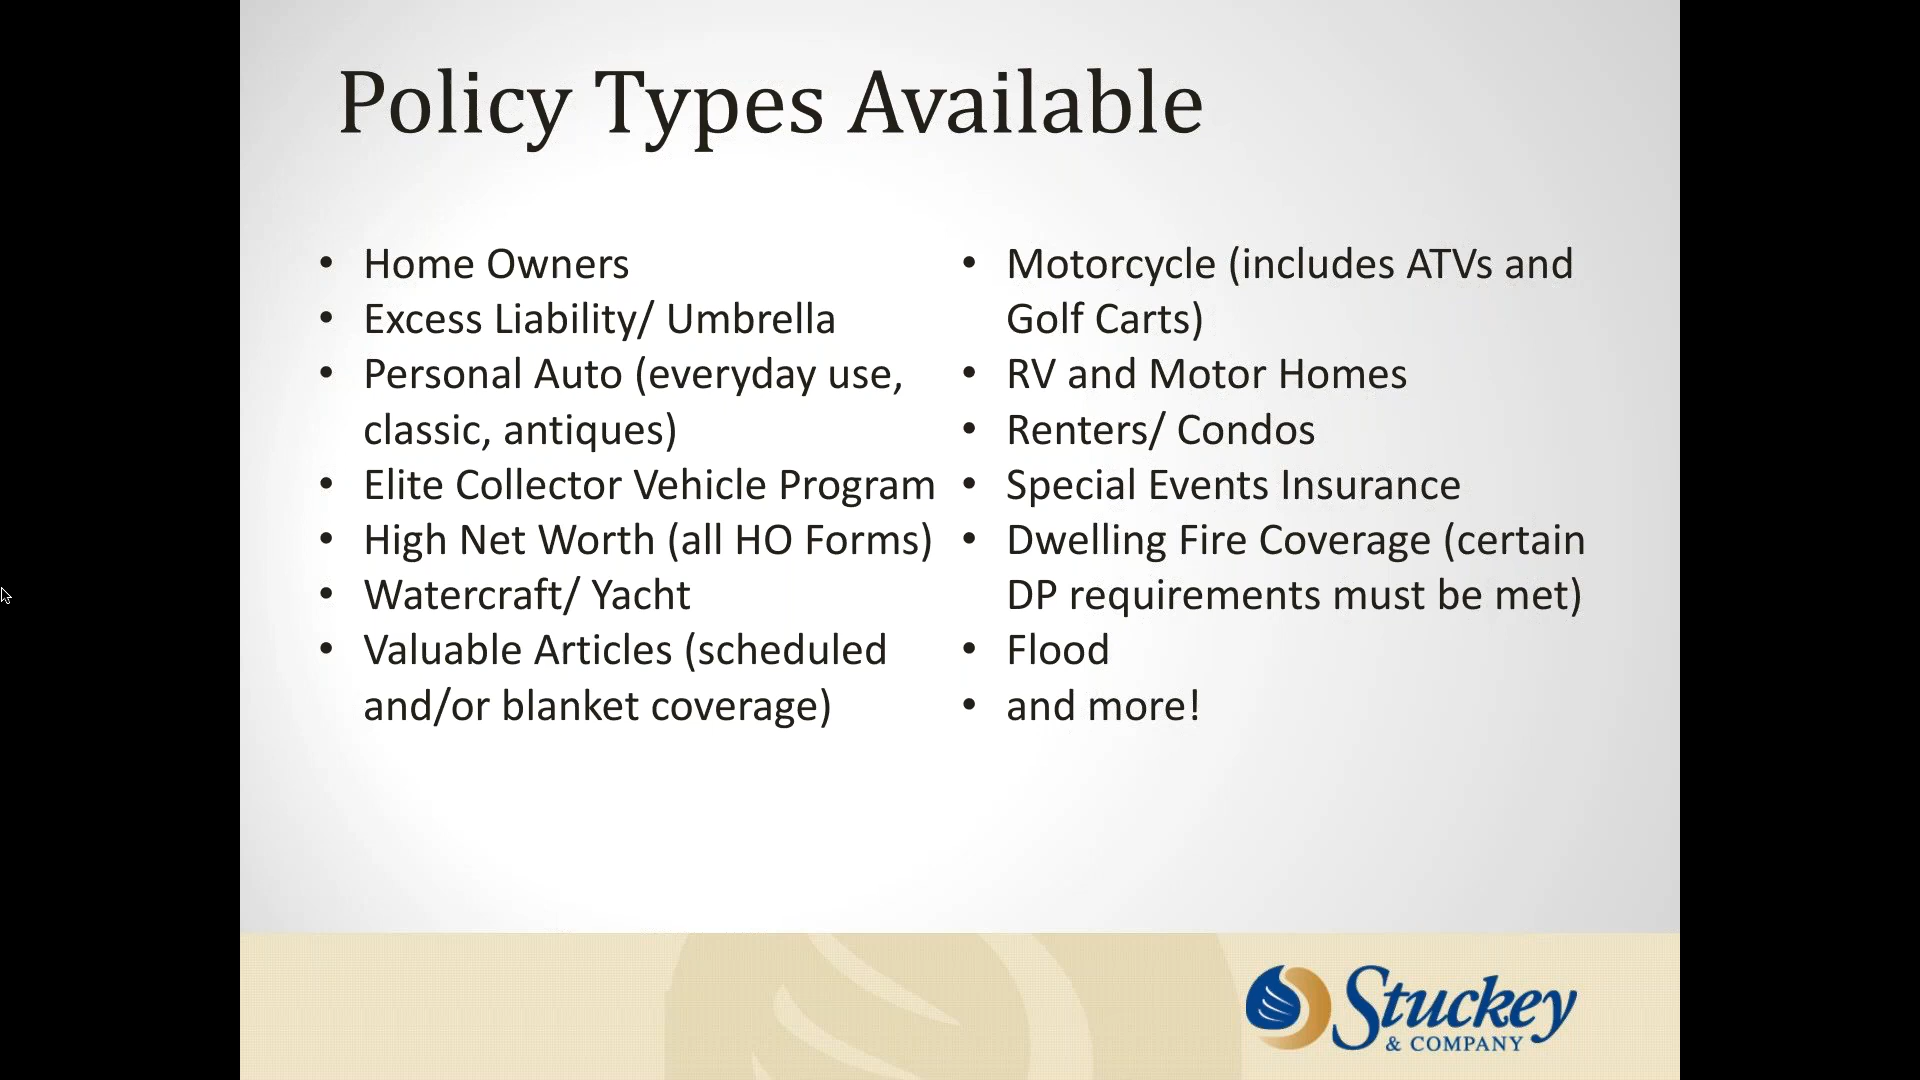 Policy Types Available
• Home Owners
• Excess Liability/ Umbrella
• Personal Auto (everyday use,
classic, antiques)
• Elite Collector Vehicle Program
• High Net Worth (all HO Forms)
• Watercraft/ Yacht
• Valuable Articles (scheduled
and/or blanket coverage)
• Motorcycle (includes ATVs and
Golf Carts)
• RV and Motor Homes
• Renters/ Condos
• Special Events Insurance
• Dwelling Fire Coverage (certain
DP requirements must be met)
• Flood
• and more!
Stuckey
& COMPANY